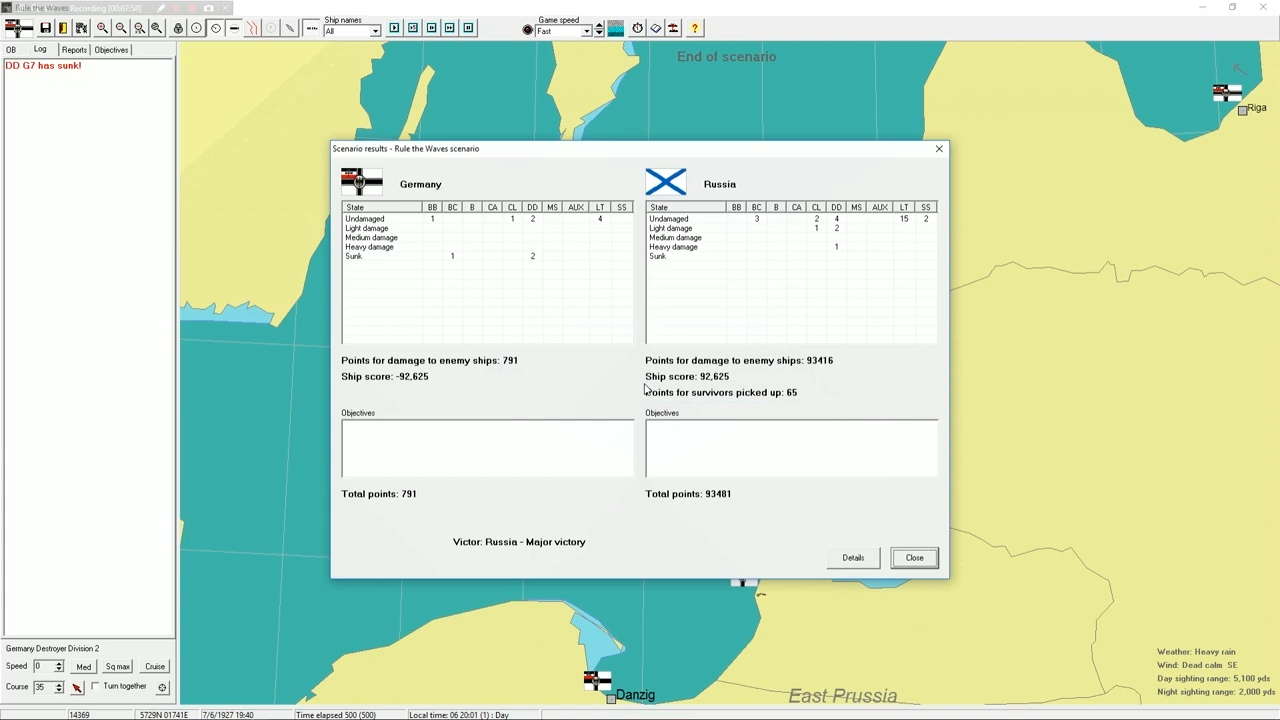 Rule the Waves Recording [00:07:58]
Ship names
All
Game speed
Fast
OB Log Reports Objectives
DD G7 has sunk!
End of scenario
Riga
Scenario results - Rule the Waves scenario
Germany
State BB BC B CA CL DD MS AUX LT SS
Undamaged 1 1 2 4
Light damage
Medium damage
Heavy damage
Sunk 1 2
Points for damage to enemy ships: 791
Ship score: -92,625
Objectives
Total points: 791
Russia
State BB BC B CA CL DD MS AUX LT SS
Undamaged 3 2 4 15 2
Light damage 1 2
Medium damage
Heavy damage 1
Sunk
Points for damage to enemy ships: 93416
Ship score: 92,625
Points for survivors picked up: 65
Objectives
Total points: 93481
Victor: Russia - Major victory
Details
Close
Germany Destroyer Division 2
Speed 0 Med Sq max Cruise
Course 35 Turn together
Danzig
East Prussia
Weather: Heavy rain
Wind: Dead calm SE
Day sighting range: 5,100 yds
Night sighting range: 2,000 yds
14369 5729N 01741E 7/6/1927 19:40 Time elapsed 500 (500) Local time: 06 20:01 (1) : Day